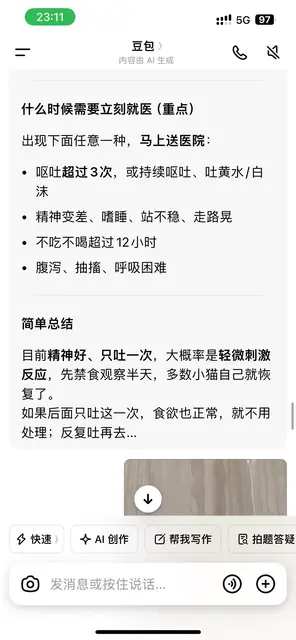 23:11
5G 97
豆包
内容由 AI 生成
什么时候需要立刻就医（重点）
出现下面任意一种，马上送医院：
• 呕吐超过3次，或持续呕吐、吐黄水/白
沫
• 精神变差、嗜睡、站不稳、走路晃
• 不吃不喝超过12小时
• 腹泻、抽搐、呼吸困难
简单总结
目前精神好、只吐一次，大概率是轻微刺激
反应，先禁食观察半天，多数小猫自己就恢
复了。
如果后面只吐这一次，食欲也正常，就不用
处理；反复吐再去...
快速 AI 创作 帮我写作 拍题答疑
发消息或按住说话...